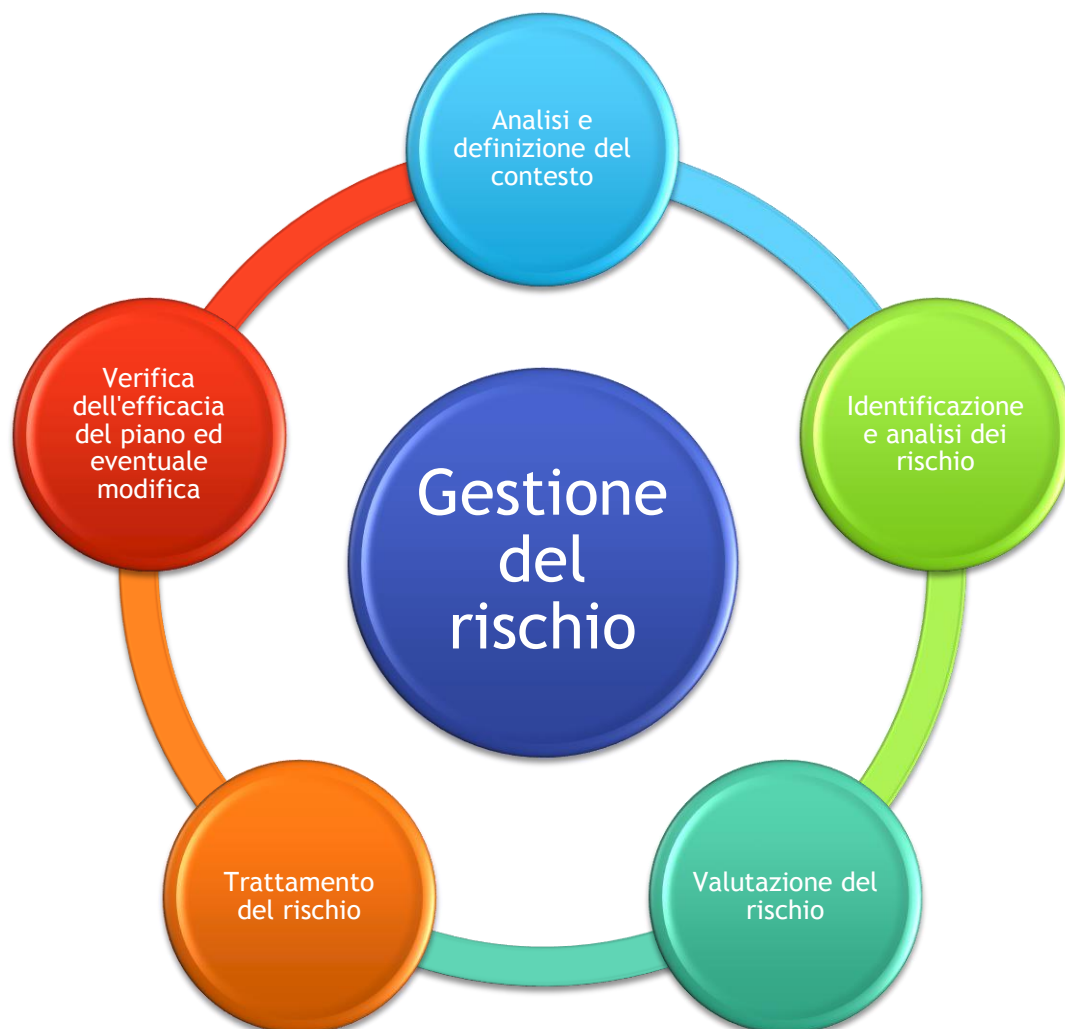 Analisi e
definizione del
contesto
Identificazione
e analisi dei
rischio
Valutazione del
rischio
Trattamento
del rischio
Verifica
dell'efficacia
del piano ed
eventuale
modifica
Gestione
del
rischio